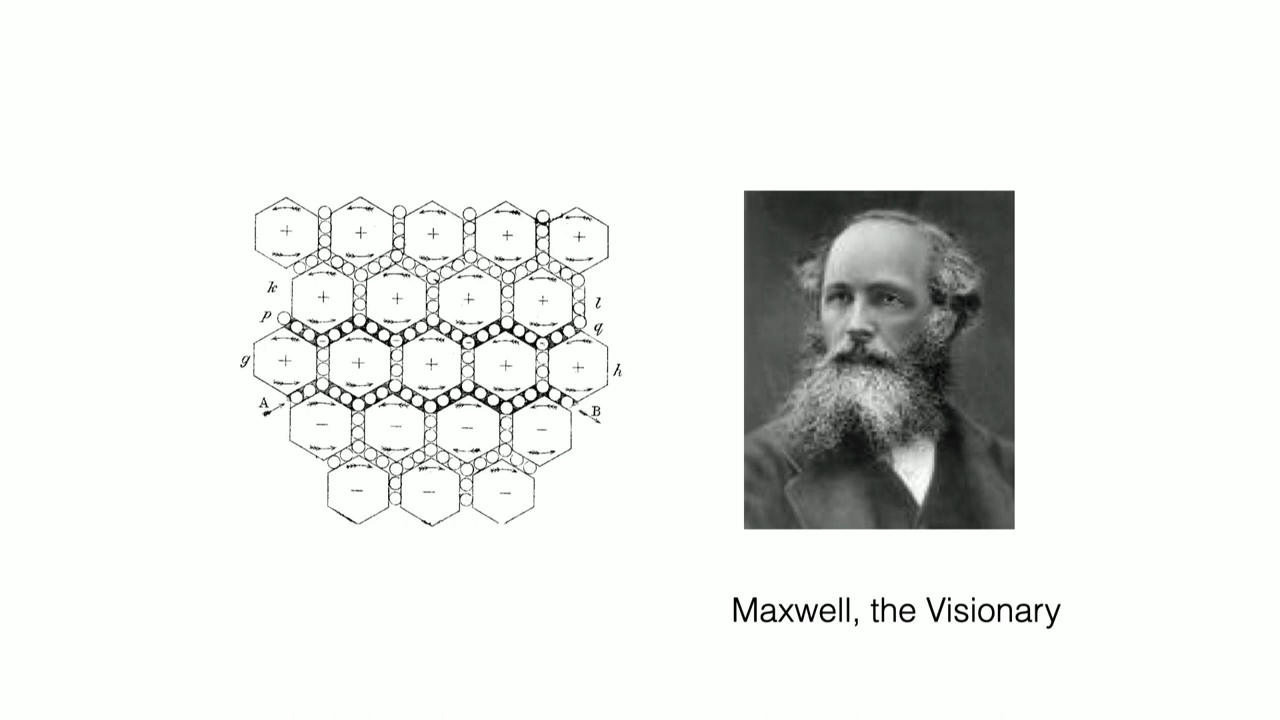 + + + + +
k + + + + l
p q
g + + + + + h
A B
− − − −
− − −
Maxwell, the Visionary